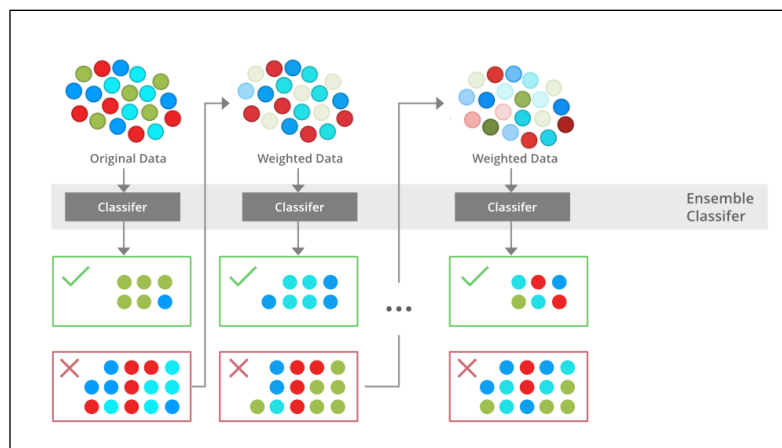 Original Data
Weighted Data
Weighted Data
Classifer
Classifer
Classifer
Ensemble
Classifer
...